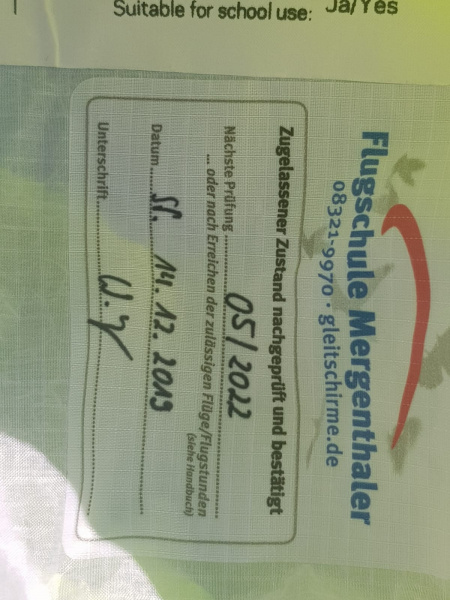 Suitable for school use: Ja/Yes
Flugschule Mergenthaler
08321-9970 · gleitschirme.de
Zugelassener Zustand nachgeprüft und bestätigt
Nächste Prüfung 05/2022
... oder nach Erreichen der zulässigen Flüge/Flugstunden
(siehe Handbuch)
Datum 14.12.2019
Unterschrift